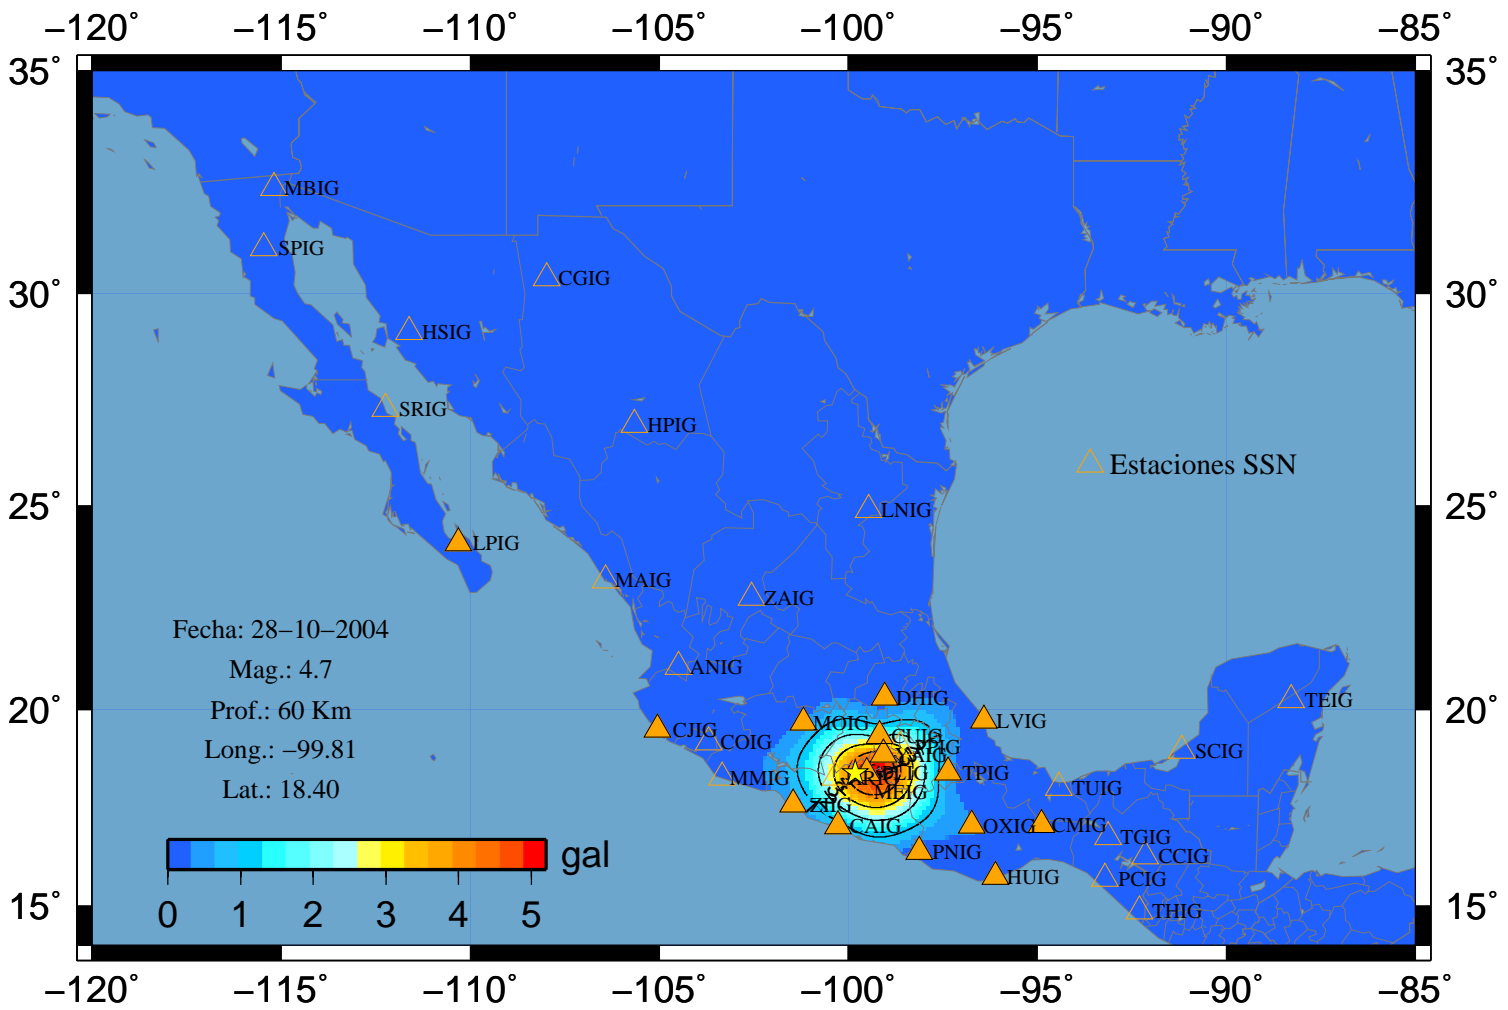 −120˚ −115˚ −110˚ −105˚ −100˚ −95˚ −90˚ −85˚
35˚ 35˚
MBIG
SPIG
CGIG
30˚ 30˚
HSIG
SRIG
HPIG
Estaciones SSN
25˚ 25˚
LNIG
LPIG
MAIG
ZAIG
Fecha: 28−10−2004
Mag.: 4.7
Prof.: 60 Km
Long.: −99.81
Lat.: 18.40
ANIG
DHIG
TEIG
20˚ 20˚
MOIG
LVIG
CJIG
COIG
CUIG
PPIG
SCIG
MMIG
PLIG
TPIG
TUIG
MEIG
ZIIG
CAIG
OXIG
CMIG
TGIG
PNIG
CCIG
HUIG
PCIG
THIG
gal
0 1 2 3 4 5
15˚ 15˚
−120˚ −115˚ −110˚ −105˚ −100˚ −95˚ −90˚ −85˚